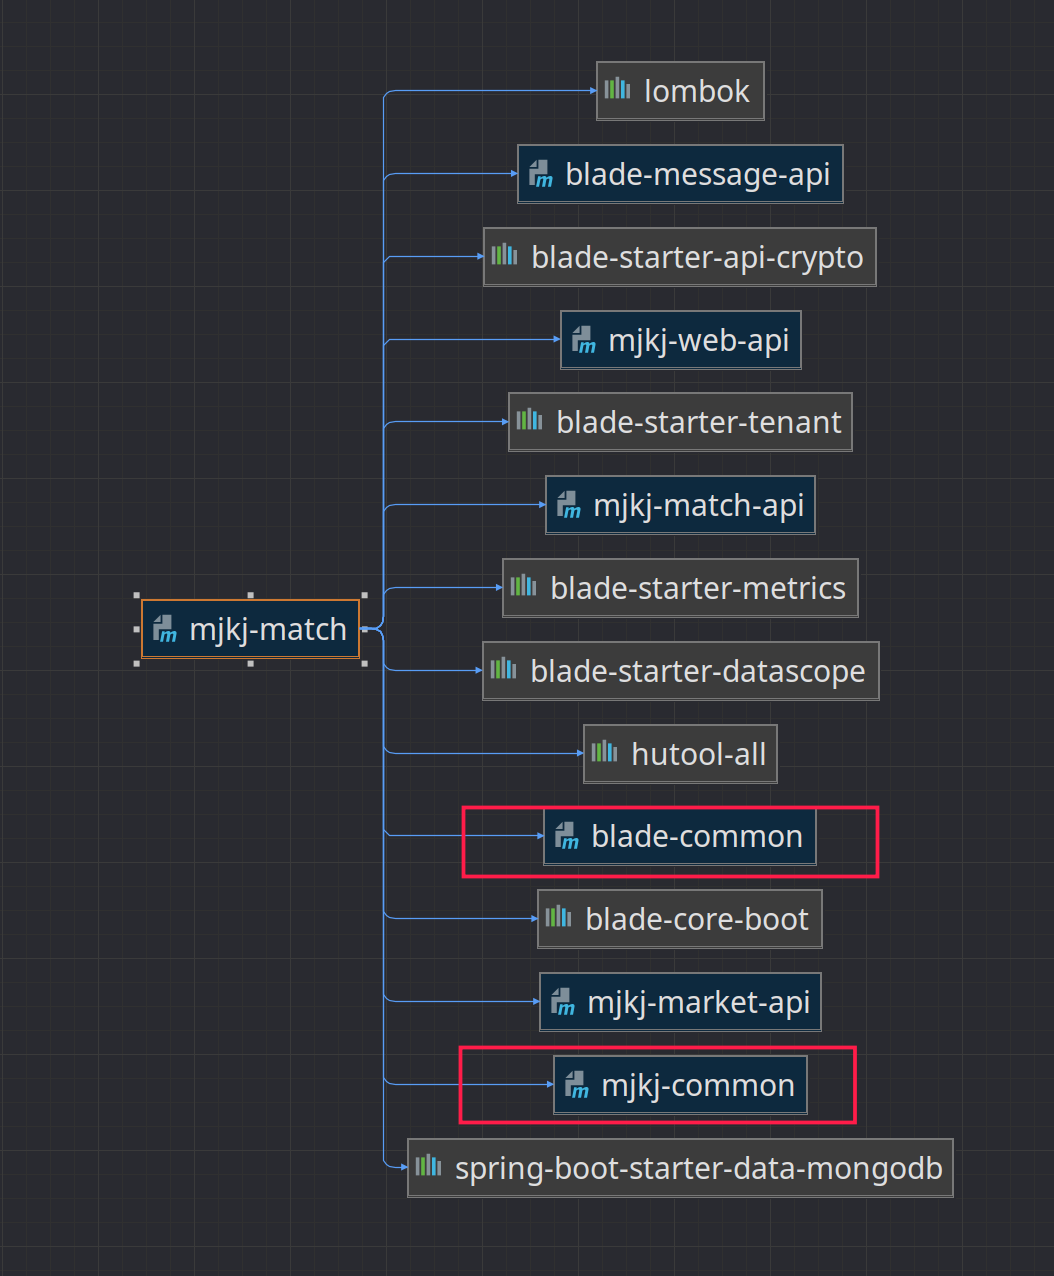 lombok
blade-message-api
blade-starter-api-crypto
mjkj-web-api
blade-starter-tenant
mjkj-match-api
blade-starter-metrics
mjkj-match
blade-starter-datascope
hutool-all
blade-common
blade-core-boot
mjkj-market-api
mjkj-common
spring-boot-starter-data-mongodb